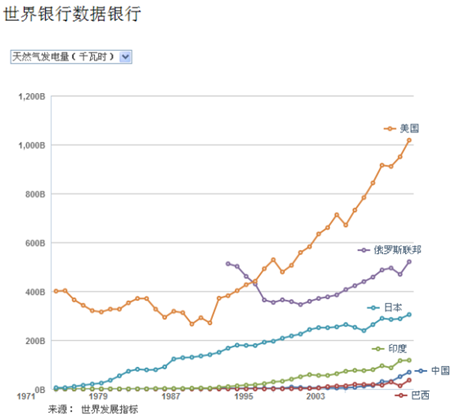 世界银行数据银行
天然气发电量（千瓦时）
1,200B
1,000B
800B
600B
400B
200B
0B
美国
俄罗斯联邦
日本
印度
中国
巴西
1971
1979
1987
1995
2003
来源： 世界发展指标